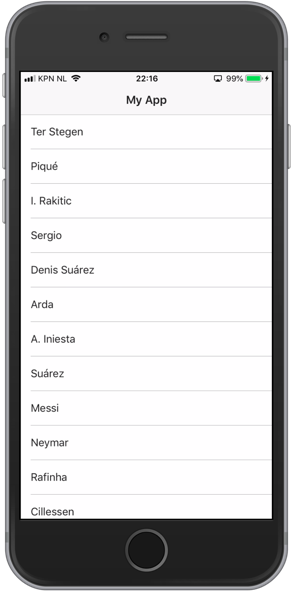 KPN NL 22:16 99%
My App
Ter Stegen
Piqué
I. Rakitic
Sergio
Denis Suárez
Arda
A. Iniesta
Suárez
Messi
Neymar
Rafinha
Cillessen